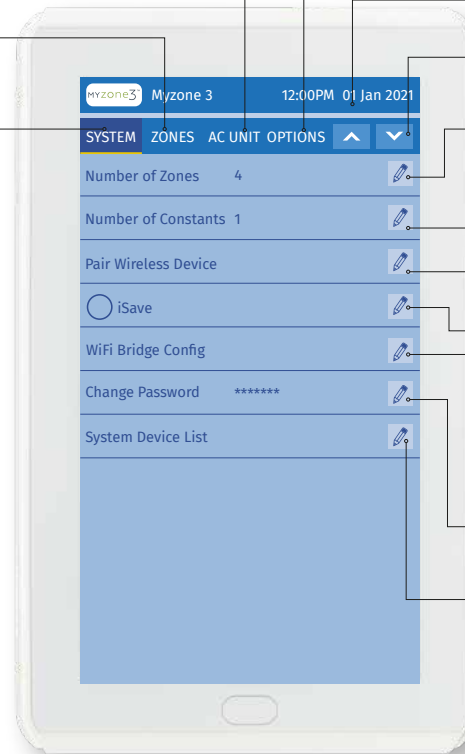 MYZONE3™ Myzone 3 12:00PM 01 Jan 2021
SYSTEM ZONES AC UNIT OPTIONS
Number of Zones 4
Number of Constants 1
Pair Wireless Device
iSave
WiFi Bridge Config
Change Password *******
System Device List